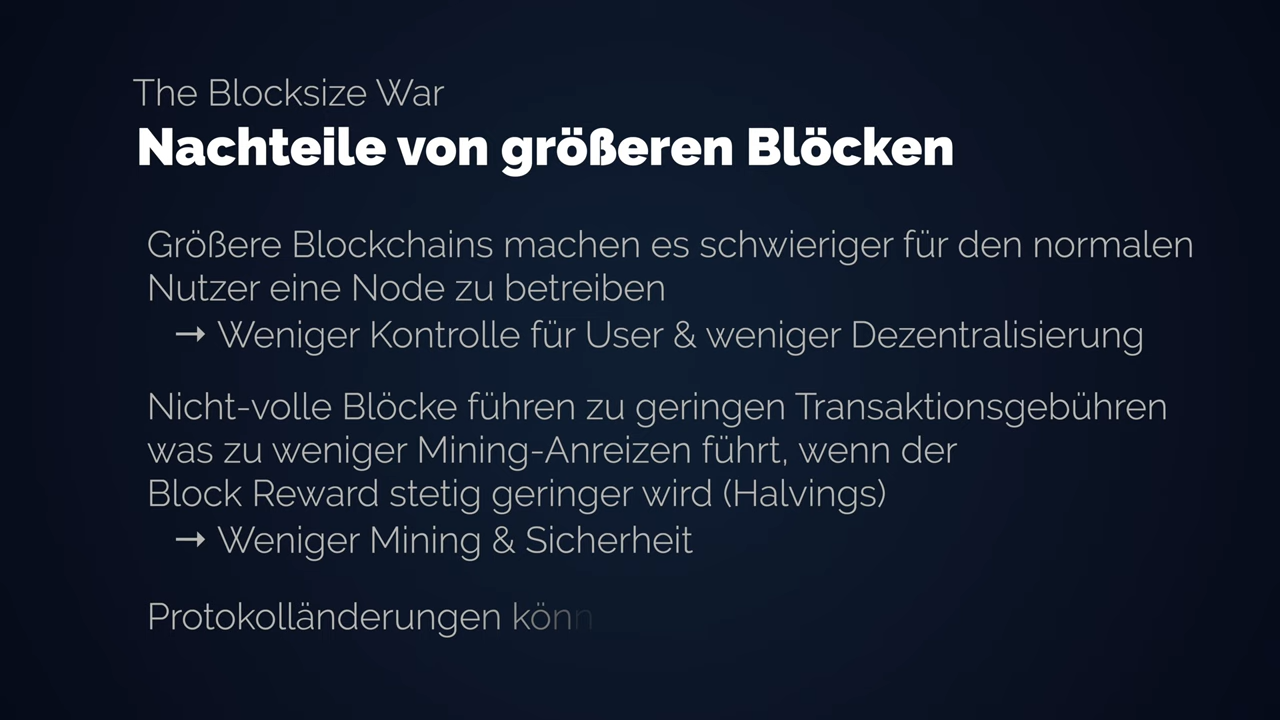 The Blocksize War
Nachteile von größeren Blöcken
Größere Blockchains machen es schwieriger für den normalen
Nutzer eine Node zu betreiben
→ Weniger Kontrolle für User & weniger Dezentralisierung
Nicht-volle Blöcke führen zu geringen Transaktionsgebühren
was zu weniger Mining-Anreizen führt, wenn der
Block Reward stetig geringer wird (Halvings)
→ Weniger Mining & Sicherheit
Protokolländerungen könn